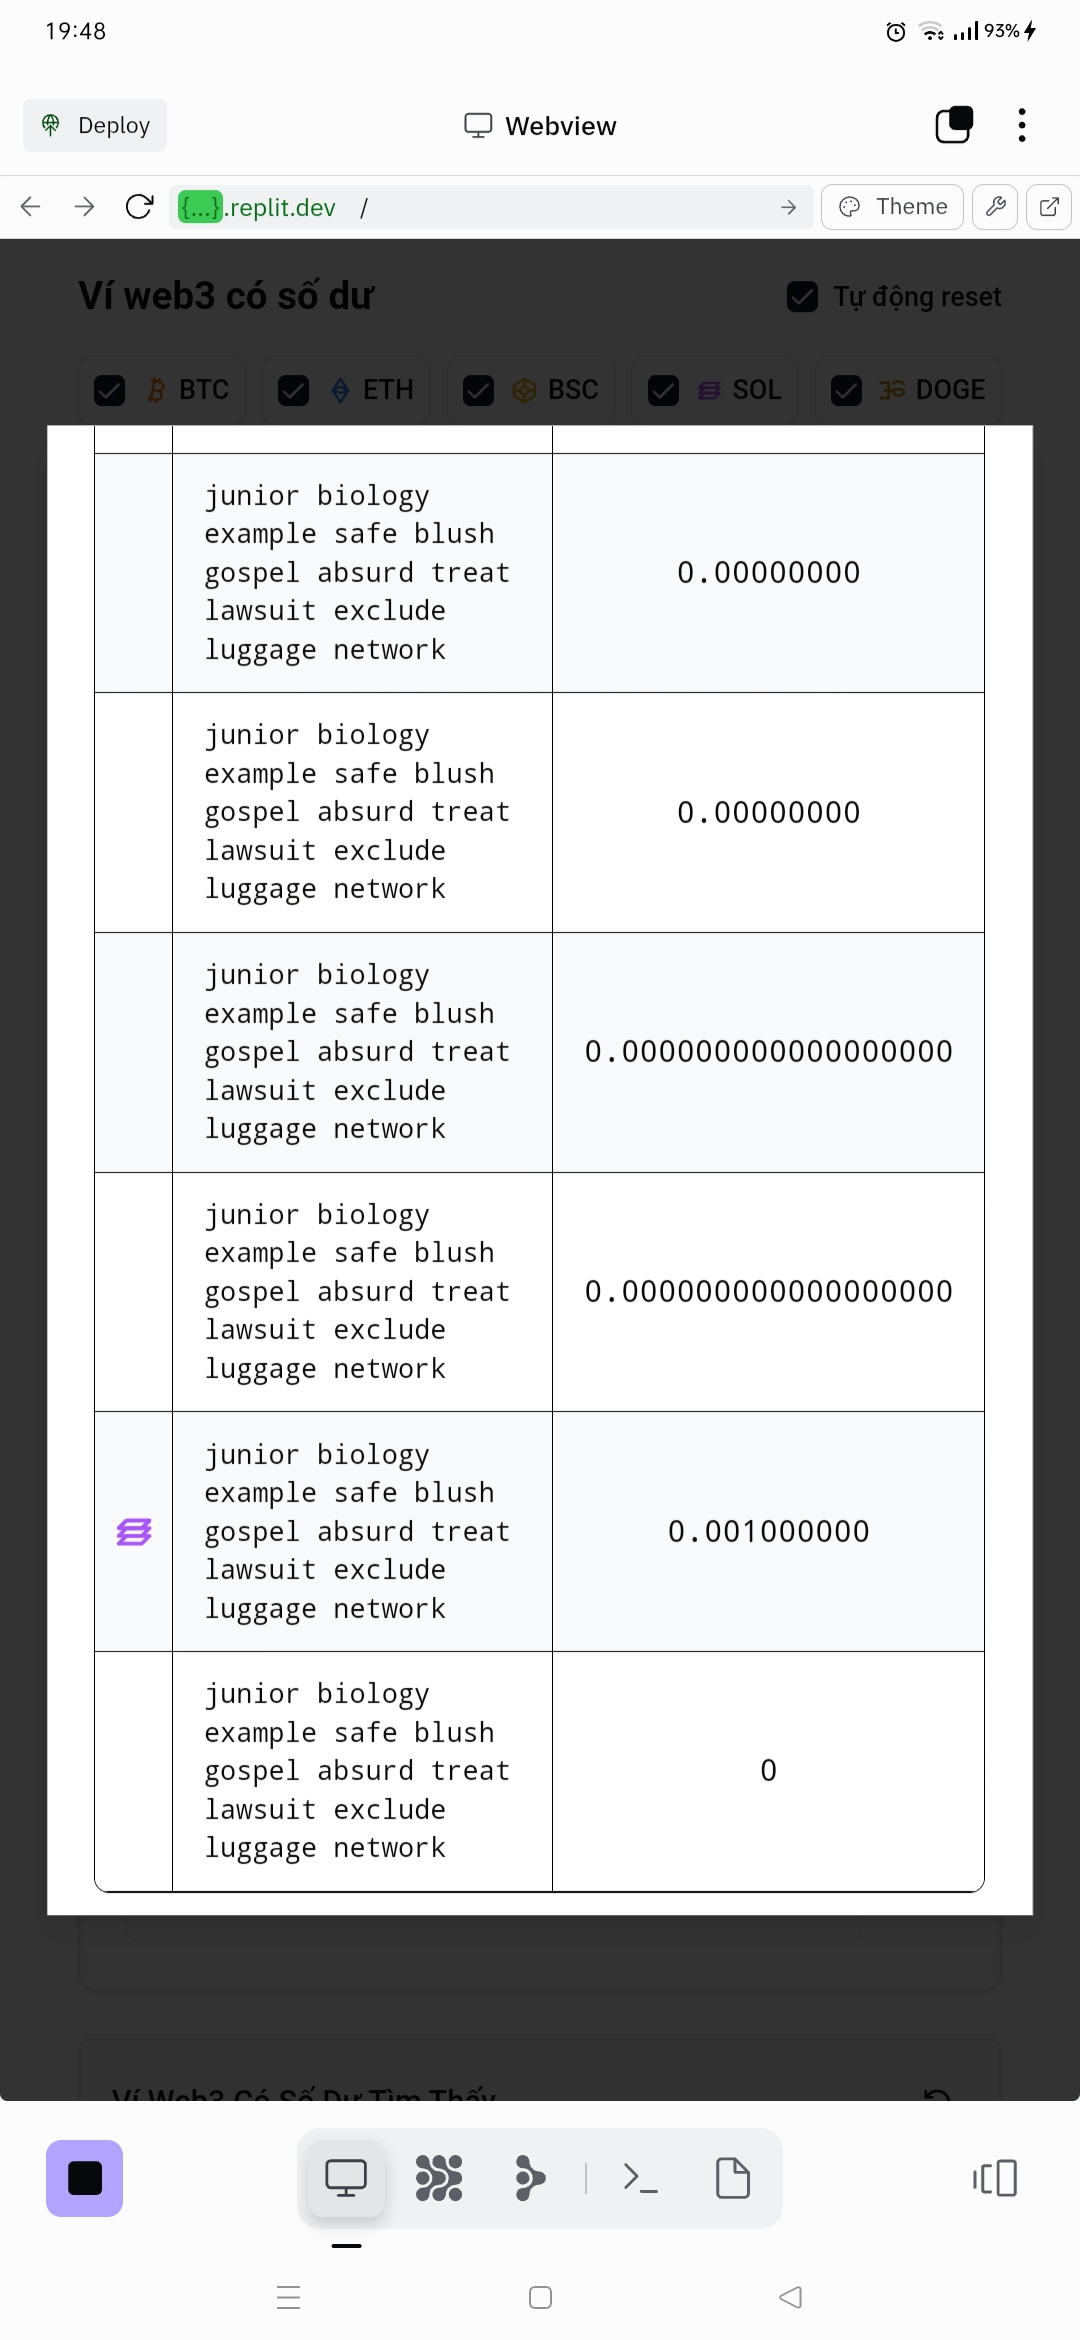 19:48
93%
Deploy
Webview
{...}.replit.dev /
Theme
Ví web3 có số dư
Tự động reset
BTC
ETH
BSC
SOL
DOGE
junior biology
example safe blush
gospel absurd treat
lawsuit exclude
luggage network
0.00000000
junior biology
example safe blush
gospel absurd treat
lawsuit exclude
luggage network
0.00000000
junior biology
example safe blush
gospel absurd treat
lawsuit exclude
luggage network
0.000000000000000000
junior biology
example safe blush
gospel absurd treat
lawsuit exclude
luggage network
0.000000000000000000
junior biology
example safe blush
gospel absurd treat
lawsuit exclude
luggage network
0.001000000
junior biology
example safe blush
gospel absurd treat
lawsuit exclude
luggage network
0
Ví Web3 Có Số Dư Tìm Thấy